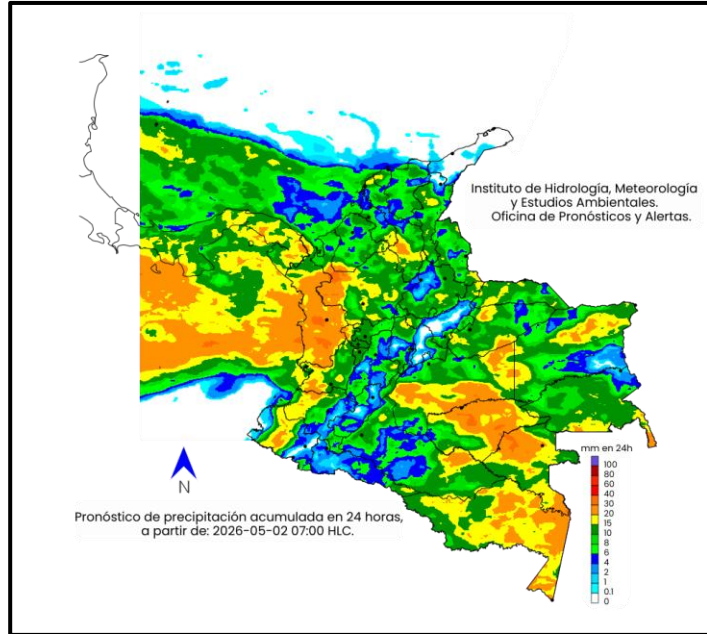 Instituto de Hidrología, Meteorología
y Estudios Ambientales.
Oficina de Pronósticos y Alertas.
N
Pronóstico de precipitación acumulada en 24 horas,
a partir de: 2026-05-02 07:00 HLC.
mm en 24h
100
80
60
40
30
20
15
10
8
6
4
2
1
0.1
0